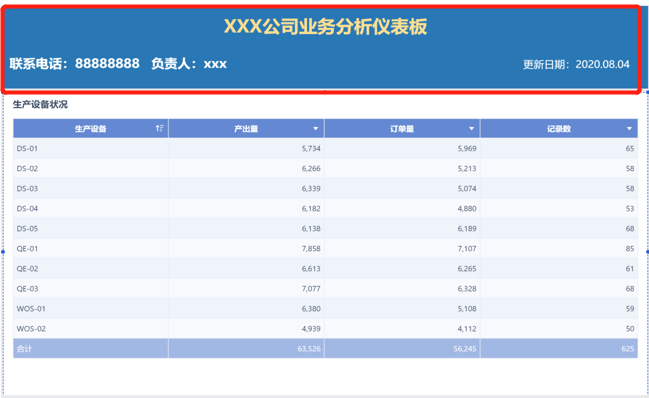 XXX公司业务分析仪表板
联系电话：88888888 负责人：xxx
更新日期：2020.08.04
生产设备状况
生产设备 产出量 订单量 记录数
DS-01 5,734 5,969 65
DS-02 6,266 5,213 58
DS-03 6,339 5,074 58
DS-04 6,182 4,880 53
DS-05 6,138 6,189 68
QE-01 7,858 7,107 85
QE-02 6,613 6,265 61
QE-03 7,077 6,328 68
WOS-01 6,380 5,108 59
WOS-02 4,939 4,112 50
合计 63,526 56,245 625